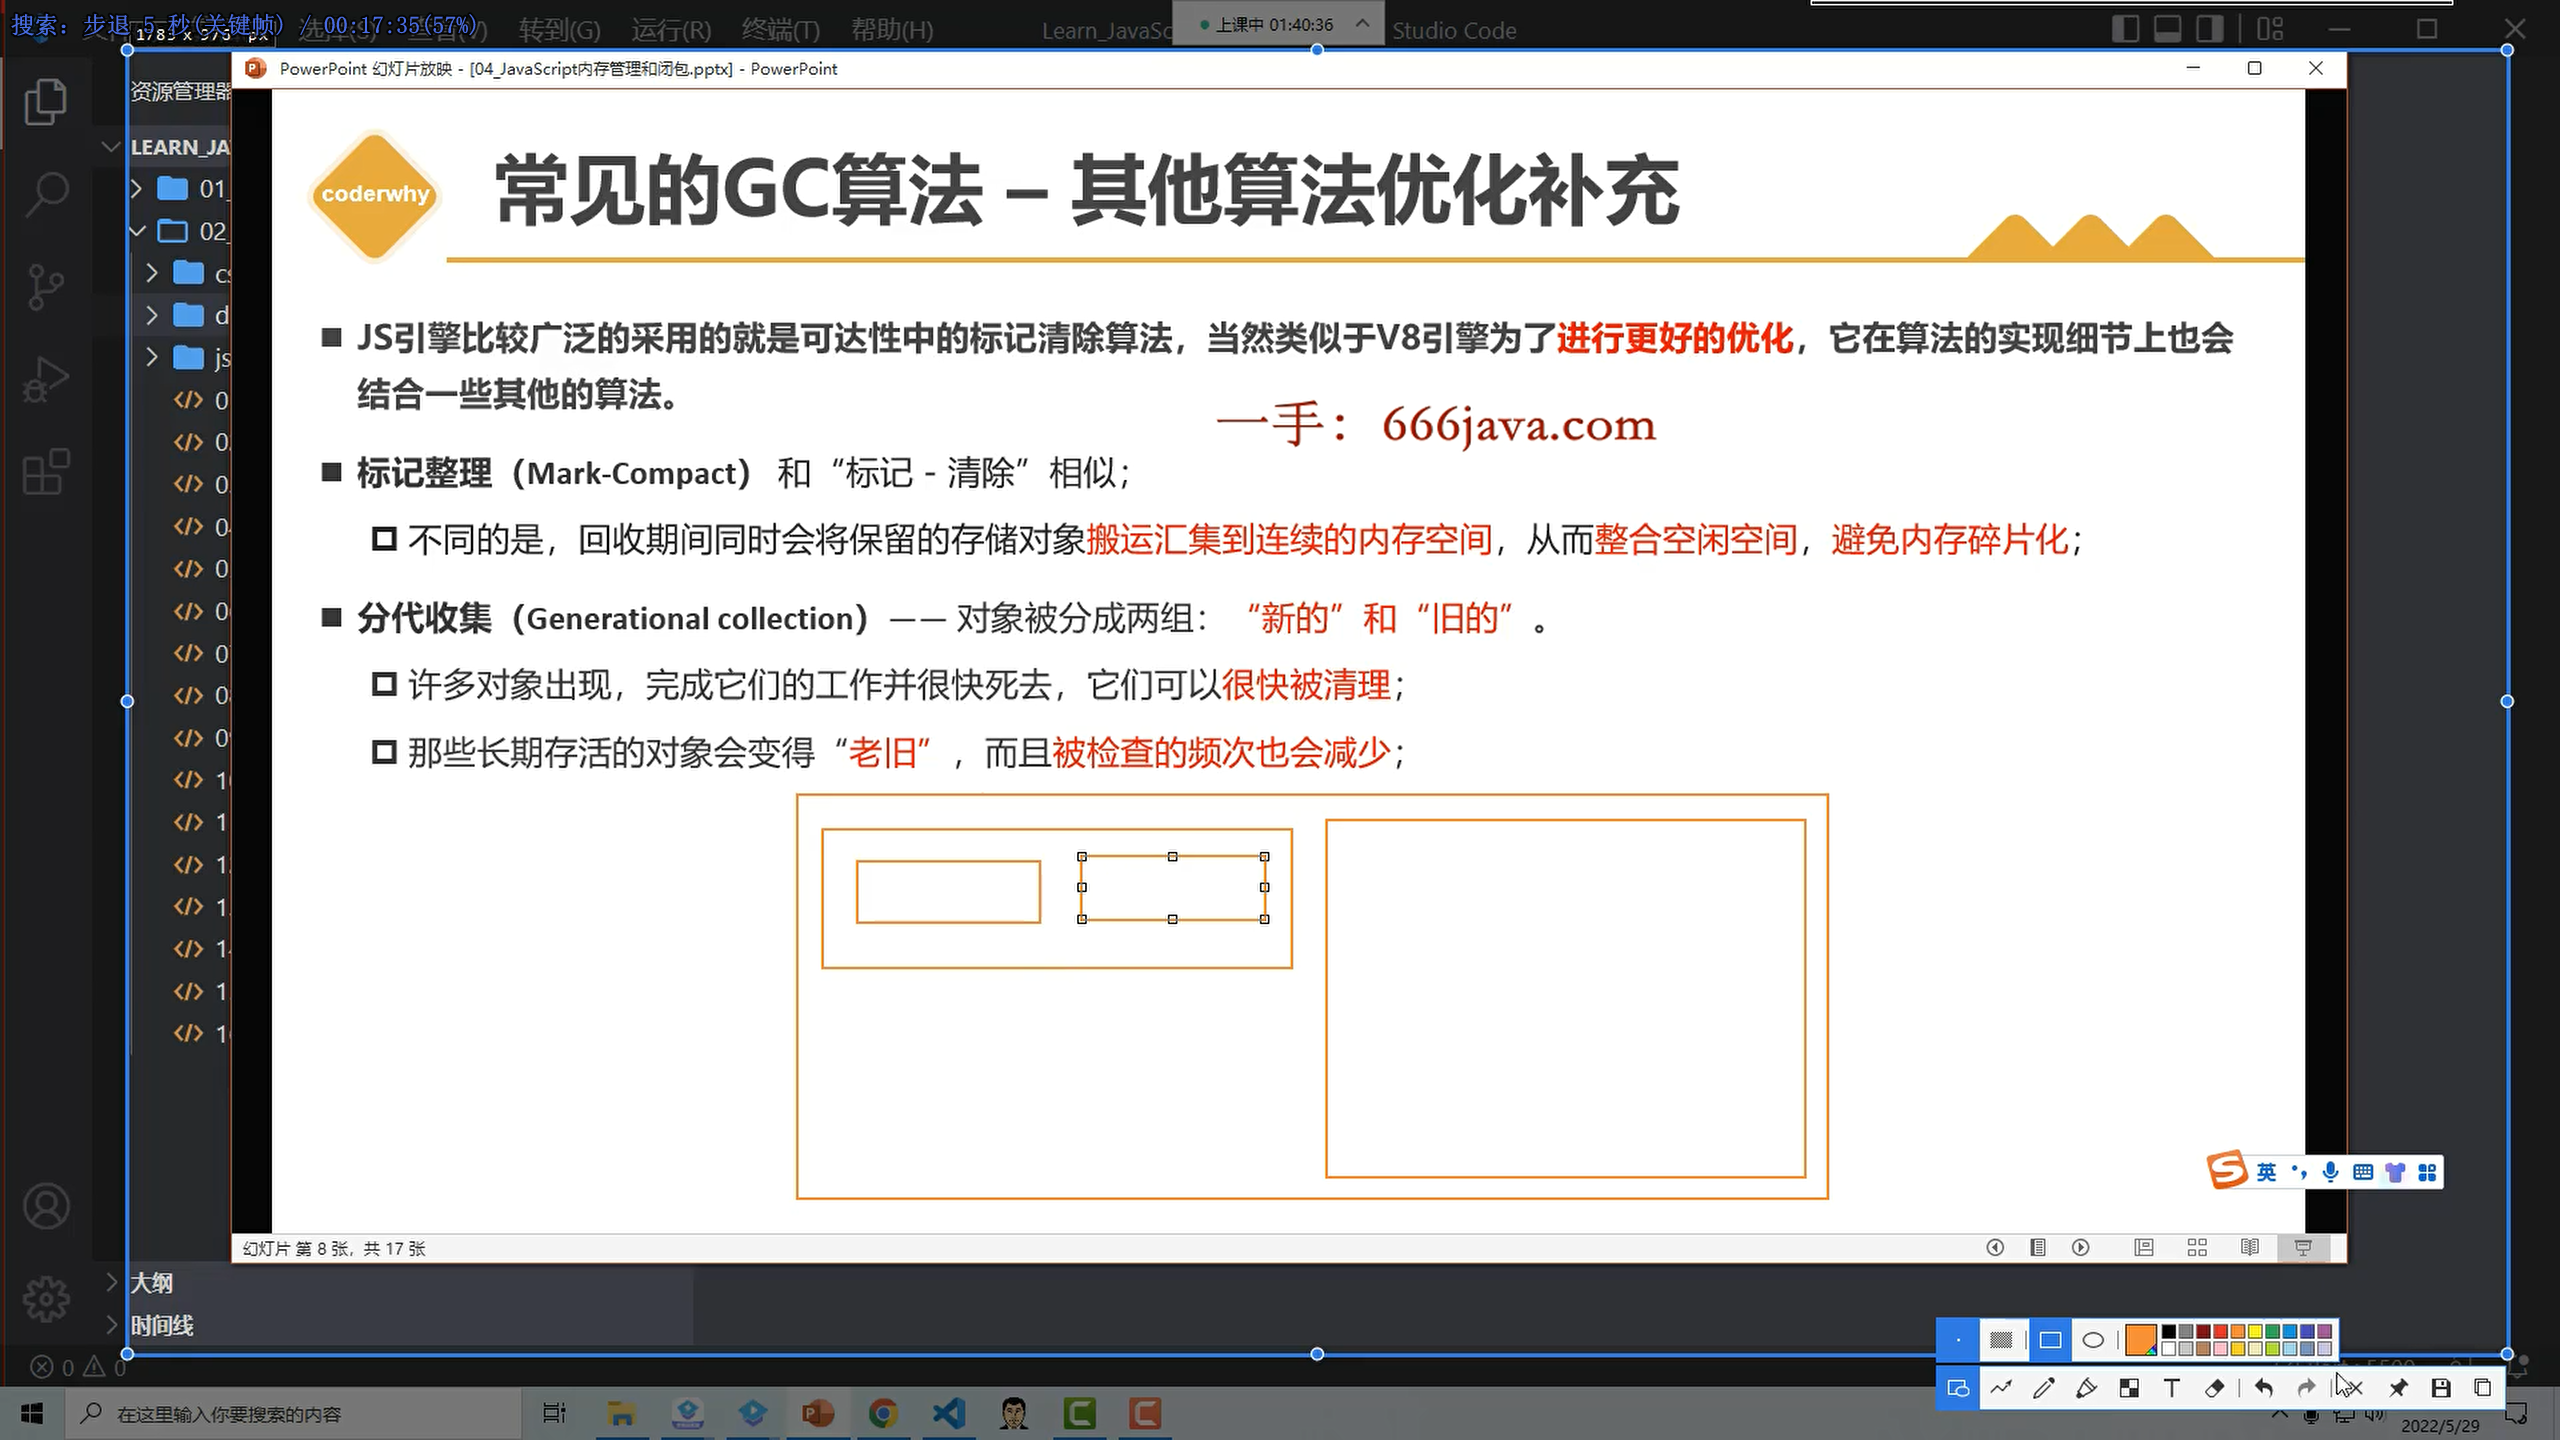 搜索：步退 5 秒(关键帧) / 00:17:35(57%)
转到(G) 运行(R) 终端(T) 帮助(H)
上课中 01:40:36
Studio Code
PowerPoint 幻灯片放映 - [04_JavaScript内存管理和闭包.pptx] - PowerPoint
资源管理器
coderwhy
常见的GC算法 – 其他算法优化补充
JS引擎比较广泛的采用的就是可达性中的标记清除算法，当然类似于V8引擎为了进行更好的优化，它在算法的实现细节上也会
结合一些其他的算法。
一手：666java.com
标记整理（Mark-Compact） 和“标记－清除”相似；
不同的是，回收期间同时会将保留的存储对象搬运汇集到连续的内存空间，从而整合空闲空间，避免内存碎片化；
分代收集（Generational collection）—— 对象被分成两组：“新的”和“旧的”。
许多对象出现，完成它们的工作并很快死去，它们可以很快被清理；
那些长期存活的对象会变得“老旧”，而且被检查的频次也会减少；
英
幻灯片 第 8 张，共 17 张
大纲
时间线
0 0
在这里输入你要搜索的内容
2022/5/29